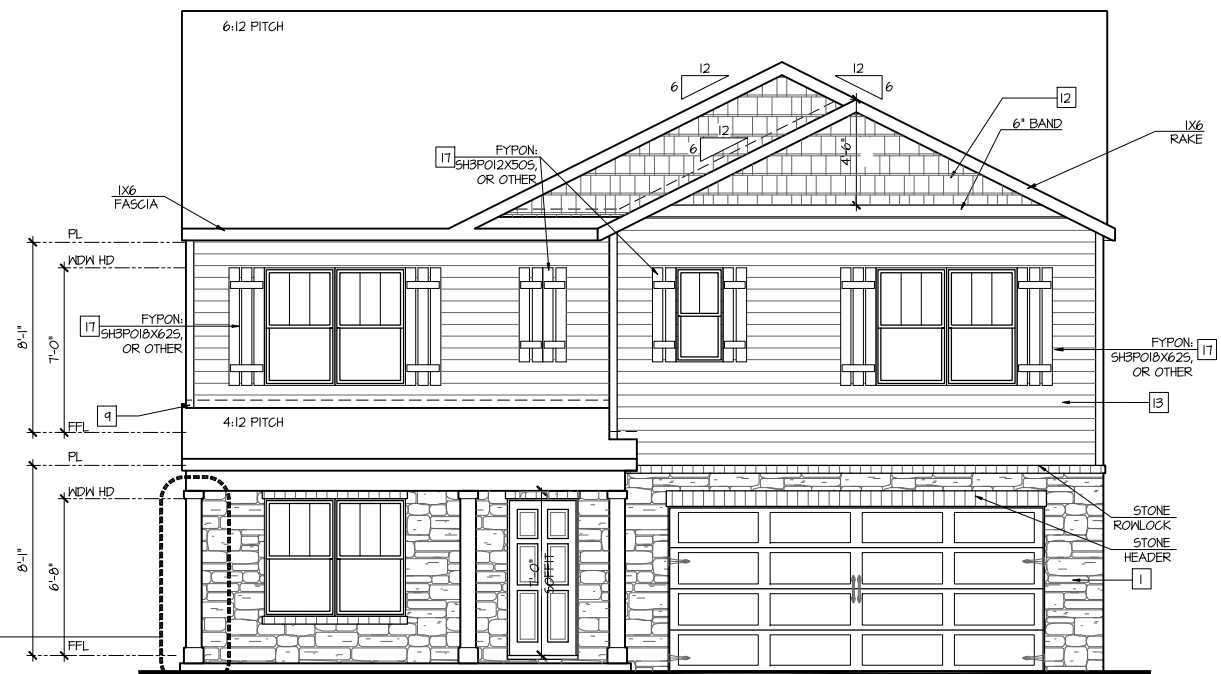 6:12 PITCH
12
6
12
6
12
6" BAND
1X6
RAKE
12
6
4'-6"
17
FYPON:
SH3P012X50S,
OR OTHER
1X6
FASCIA
PL
WDW HD
8'-1"
7'-0"
17
FYPON:
SH3P018X62S,
OR OTHER
FYPON:
SH3P018X62S,
OR OTHER
17
13
9
4:12 PITCH
FFL
PL
WDW HD
8'-1"
6'-8"
7'-0"
SOFFIT
STONE
ROWLOCK
STONE
HEADER
1
FFL